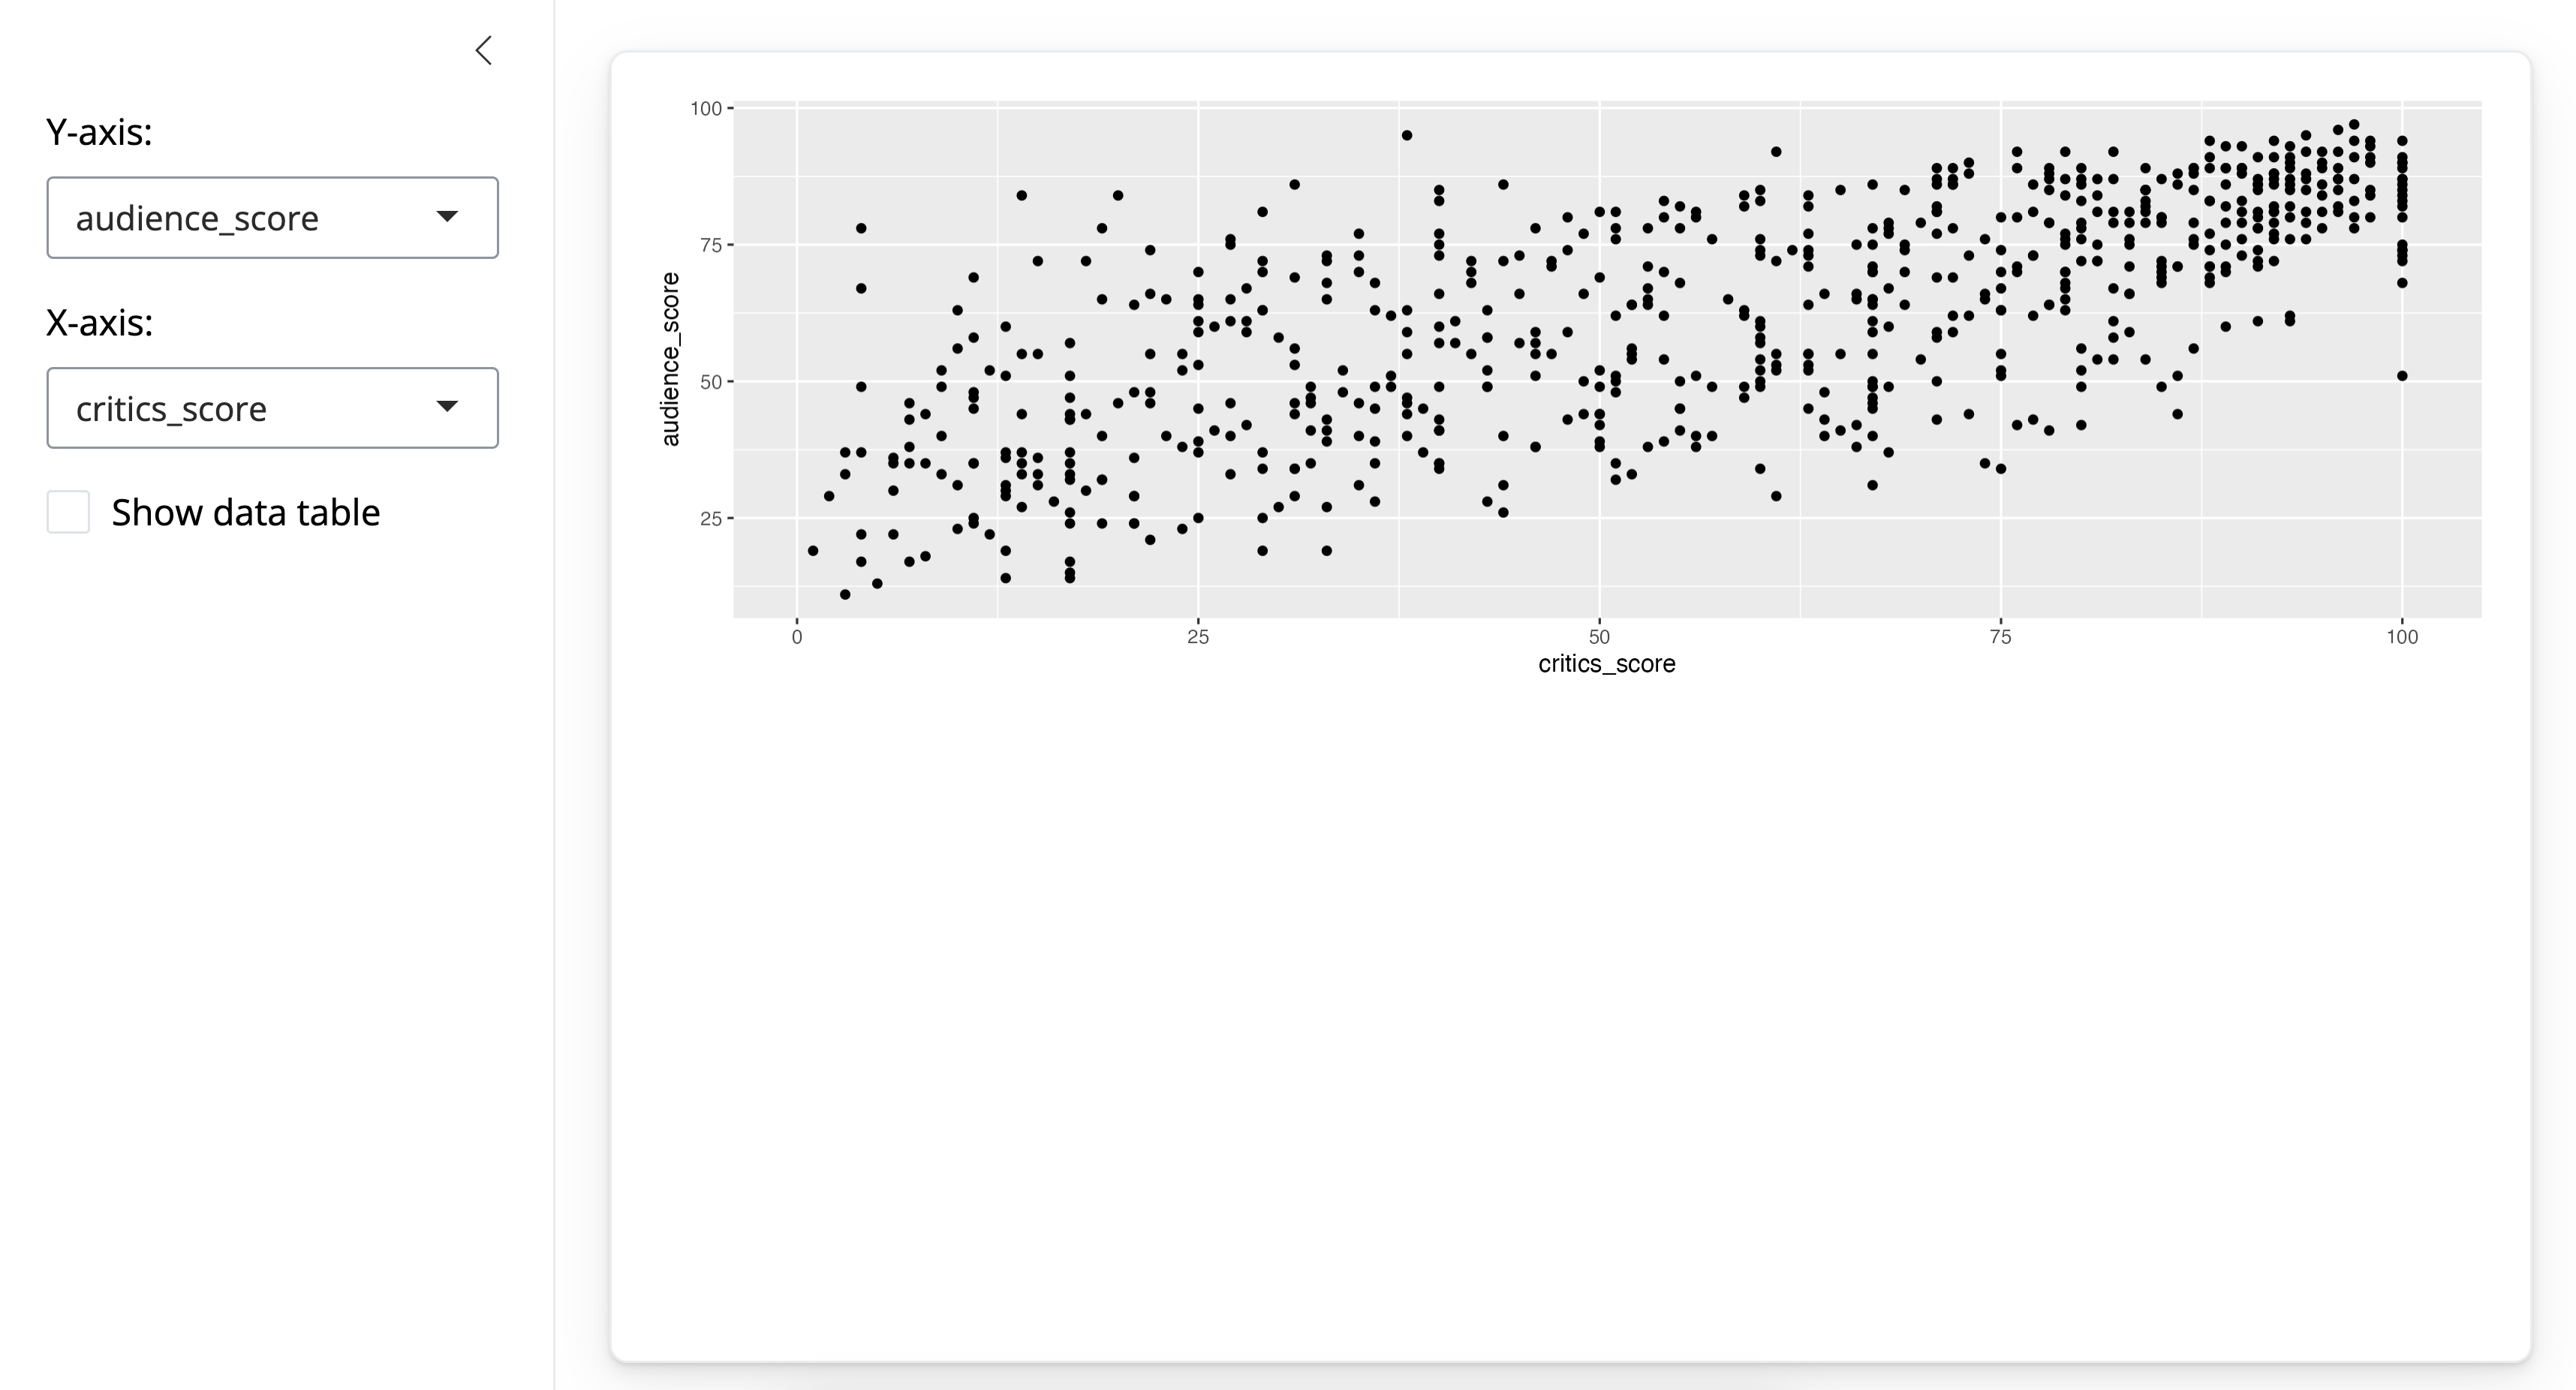 Y-axis:
audience_score
X-axis:
critics_score
Show data table
100
75
50
25
audience_score
0 25 50 75 100
critics_score